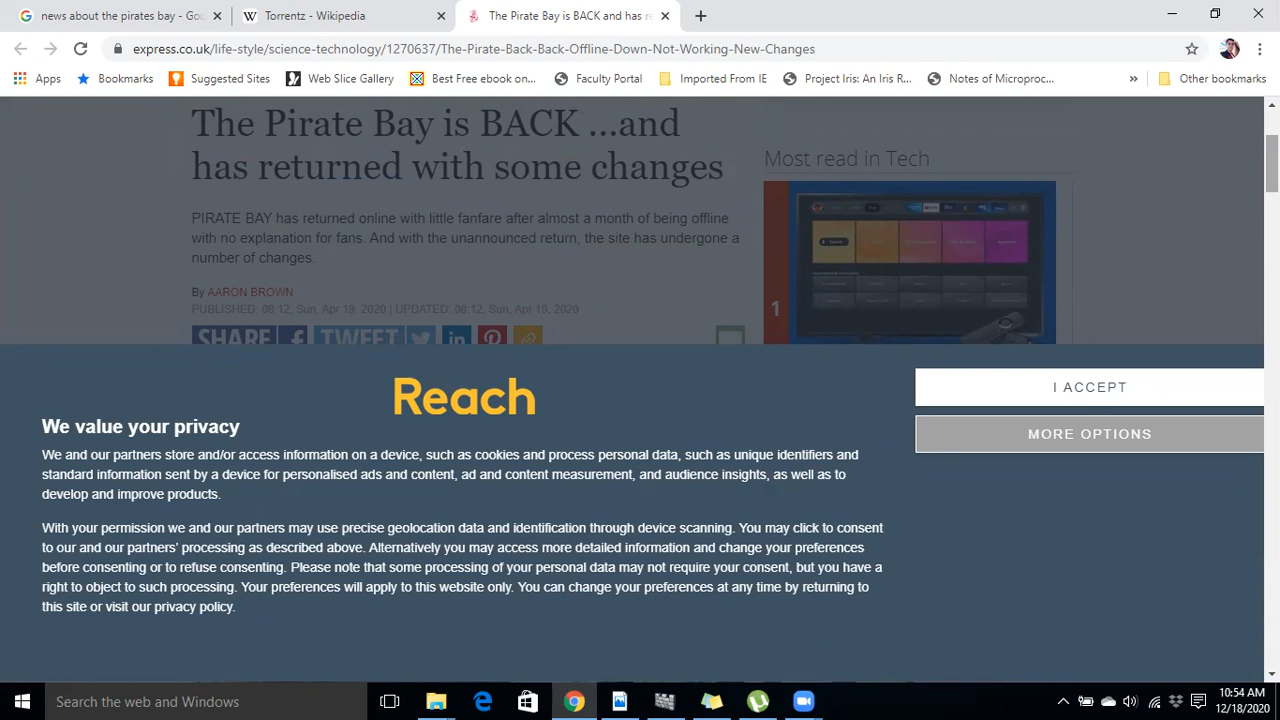 news about the pirates bay - Goo
Torrentz - Wikipedia
The Pirate Bay is BACK and has re
express.co.uk/life-style/science-technology/1270637/The-Pirate-Back-Back-Offline-Down-Not-Working-New-Changes
Apps
Bookmarks
Suggested Sites
Web Slice Gallery
Best Free ebook on...
Faculty Portal
Imported From IE
Project Iris: An Iris R...
Notes of Microproc...
Other bookmarks
The Pirate Bay is BACK ...and
has returned with some changes
PIRATE BAY has returned online with little fanfare after almost a month of being offline
with no explanation for fans. And with the unannounced return, the site has undergone a
number of changes.
By AARON BROWN
PUBLISHED: 08:12, Sun, Apr 19, 2020 | UPDATED: 08:12, Sun, Apr 19, 2020
SHARE
TWEET
Most read in Tech
1
Reach
We value your privacy
We and our partners store and/or access information on a device, such as cookies and process personal data, such as unique identifiers and
standard information sent by a device for personalised ads and content, ad and content measurement, and audience insights, as well as to
develop and improve products.
With your permission we and our partners may use precise geolocation data and identification through device scanning. You may click to consent
to our and our partners' processing as described above. Alternatively you may access more detailed information and change your preferences
before consenting or to refuse consenting. Please note that some processing of your personal data may not require your consent, but you have a
right to object to such processing. Your preferences will apply to this website only. You can change your preferences at any time by returning to
this site or visit our privacy policy.
I ACCEPT
MORE OPTIONS
Search the web and Windows
10:54 AM
12/18/2020